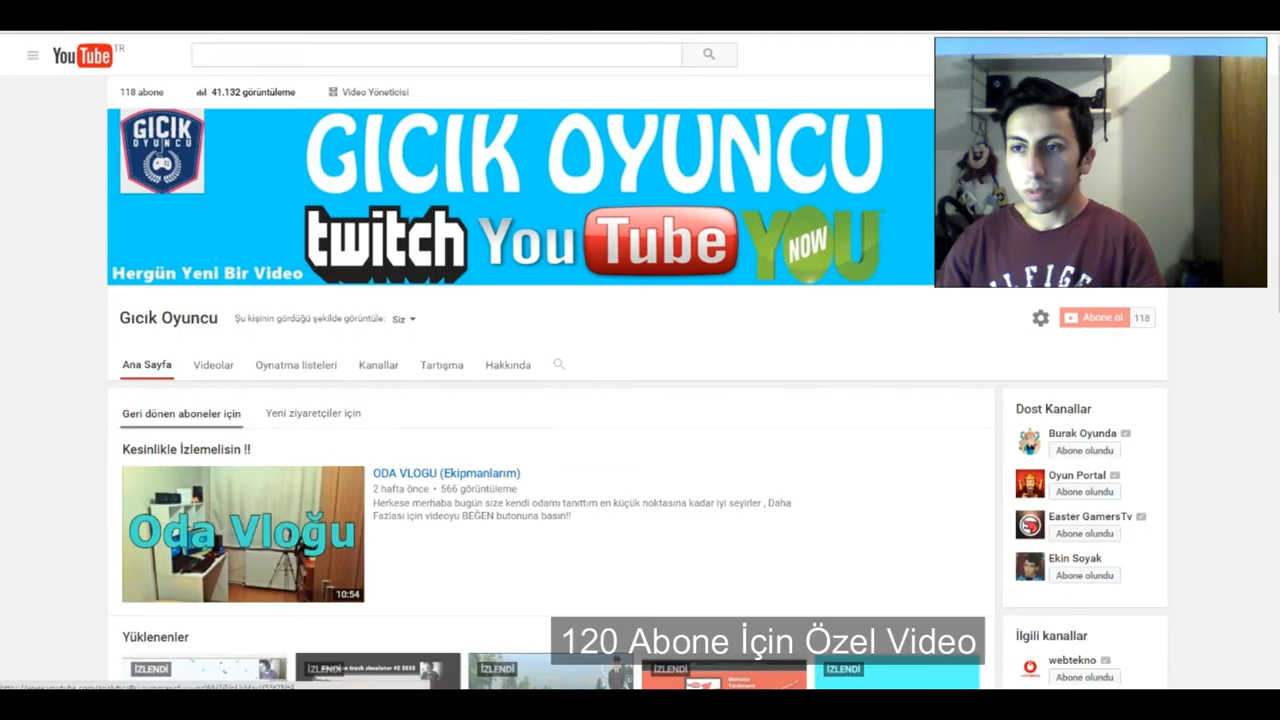 YouTube TR
118 abone
41.132 görüntüleme
Video Yöneticisi
GICIK
OYUNCU
GICIK OYUNCU
twitch YouTube YOU NOW
Hergün Yeni Bir Video
ELFIGE
Gıcık Oyuncu
Şu kişinin gördüğü şekilde görüntüle: Siz
Abone ol 118
Ana Sayfa Videolar Oynatma listeleri Kanallar Tartışma Hakkında
Geri dönen aboneler için Yeni ziyaretçiler için
Kesinlikle İzlemelisin !!
Oda Vloğu
10:54
ODA VLOGU (Ekipmanlarım)
2 hafta önce • 566 görüntüleme
Herkese merhaba bugün size kendi odamı tanıttım en küçük noktasına kadar iyi seyirler , Daha
Fazlası için videoyu BEĞEN butonuna basın!!
Dost Kanallar
Burak Oyunda
Abone olundu
Oyun Portal
Abone olundu
Easter GamersTv
Abone olundu
Ekin Soyak
Abone olundu
Yüklenenler
120 Abone İçin Özel Video
İZLENDİ
İZLENDİ
İZLENDİ
İZLENDİ
İZLENDİ
İlgili kanallar
webtekno
Abone olundu